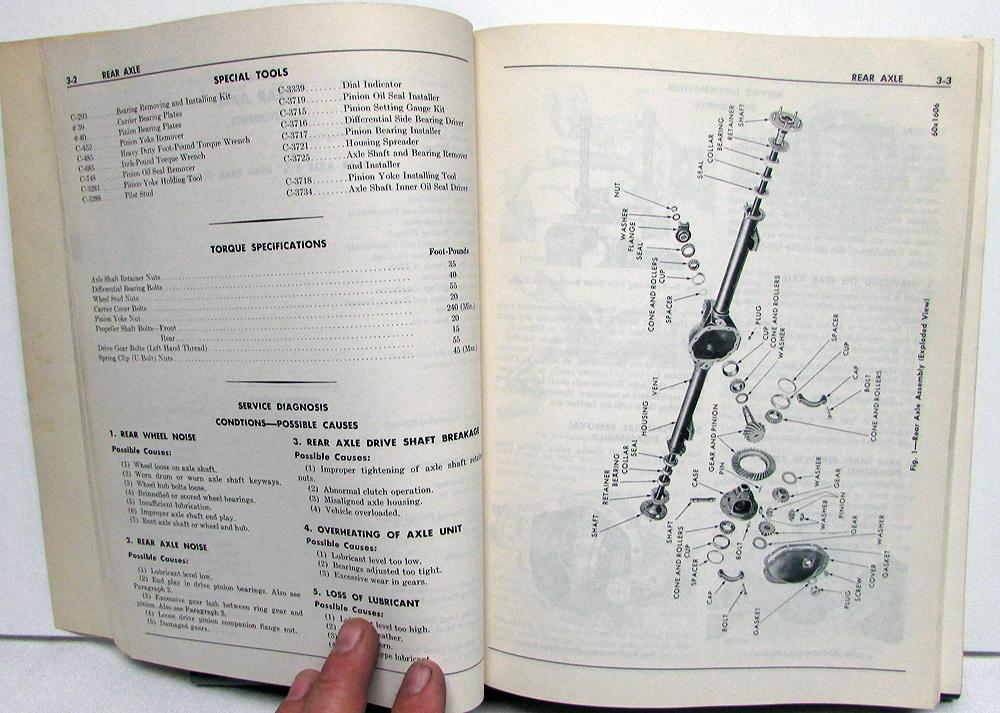 3-2 REAR AXLE
SPECIAL TOOLS
C-293 Bearing Removing and Installing Kit
#39 Carrier Bearing Plates
#40 Pinion Bearing Plates
C-452 Pinion Yoke Remover
C-485 Heavy Duty Foot-Pound Torque Wrench
C-685 Inch-Pound Torque Wrench
C-748 Pinion Oil Seal Remover
C-3281 Pinion Yoke Holding Tool
C-3288 Pilot Stud
C-3339 Dial Indicator
C-3719 Pinion Oil Seal Installer
C-3715 Pinion Setting Gauge Kit
C-3716 Differential Side Bearing Driver
C-3717 Pinion Bearing Installer
C-3721 Housing Spreader
C-3725 Axle Shaft and Bearing Remover
and Installer
C-3718 Pinion Yoke Installing Tool
C-3734 Axle Shaft Inner Oil Seal Driver
TORQUE SPECIFICATIONS
Foot-Pounds
Axle Shaft Retainer Nuts 35
Differential Bearing Bolts 40
Wheel Stud Nuts 55
Carrier Cover Bolts 20
Pinion Yoke Nut 240 (Min.)
Propeller Shaft Bolts—Front 20
Rear 15
Drive Gear Bolts (Left Hand Thread) 55
Spring Clip (U Bolt) Nuts 45 (Max
SERVICE DIAGNOSIS
CONDTIONS—POSSIBLE CAUSES
1. REAR WHEEL NOISE
Possible Causes:
(1) Wheel loose on axle shaft.
(2) Worn drum or worn axle shaft keyways.
(3) Wheel hub bolts loose.
(4) Brinnelled or scored wheel bearings.
(5) Insufficient lubrication.
(6) Improper axle shaft end play.
(7) Bent axle shaft or wheel and hub.
2. REAR AXLE NOISE
Possible Causes:
(1) Lubricant level low.
(2) End play in drive pinion bearings. Also see
Paragraph 3.
(3) Excessive gear lash between ring gear and
pinion. Also see Paragraph 3.
(4) Loose drive pinion companion flange nut.
(5) Damaged gears.
3. REAR AXLE DRIVE SHAFT BREAKAGE
Possible Causes:
(1) Improper tightening of axle shaft retai
nuts.
(2) Abnormal clutch operation.
(3) Misaligned axle housing.
(4) Vehicle overloaded.
4. OVERHEATING OF AXLE UNIT
Possible Causes:
(1) Lubricant level too low.
(2) Bearings adjusted too tight.
(3) Excessive wear in gears.
5. LOSS OF LUBRICANT
Possible Causes:
(1) level too high.
(2)
(3)
type lubricant
REAR AXLE 3-3
60x1606
SHAFT
RETAINER
BEARING
COLLAR
SEAL
NUT
WASHER
FLANGE
SEAL
CONE AND ROLLERS
CUP
SPACER
PLUG
CUP
CONE AND ROLLERS
WASHER
SPACER
CUP
CAP
BOLT
CONE AND ROLLERS
VENT
HOUSING
SEAL
COLLAR
BEARING
RETAINER
SHAFT
GEAR AND PINION
PIN
CASE
SHAFT
CONE AND ROLLERS
CUP
SPACER
CAP
BOLT
BOLT
WASHER
GEAR
PINION
WASHER
GEAR
WASHER
GASKET
COVER
SCREW
PLUG
GASKET
Fig. 1—Rear Axle Assembly (Exploded View)